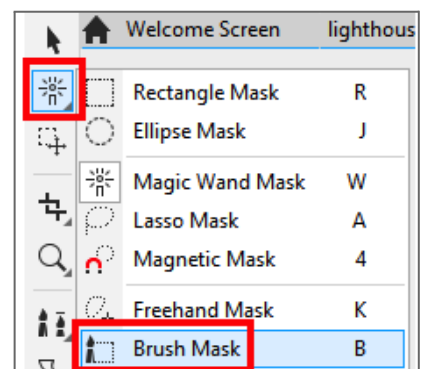 Welcome Screen lighthous
Rectangle Mask R
Ellipse Mask J
Magic Wand Mask W
Lasso Mask A
Magnetic Mask 4
Freehand Mask K
Brush Mask B